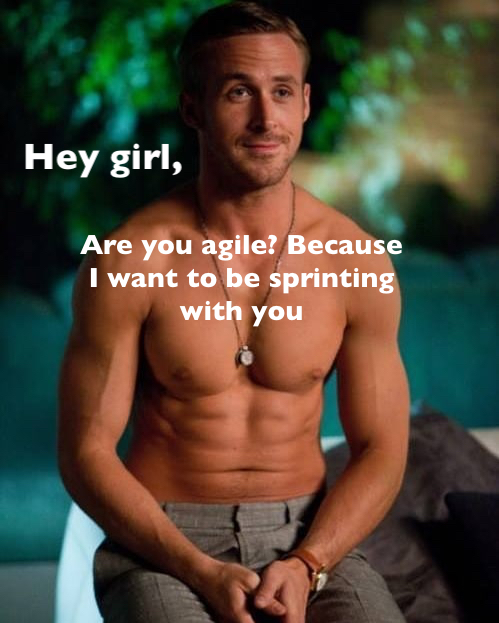 Hey girl,
Are you agile? Because
I want to be sprinting
with you